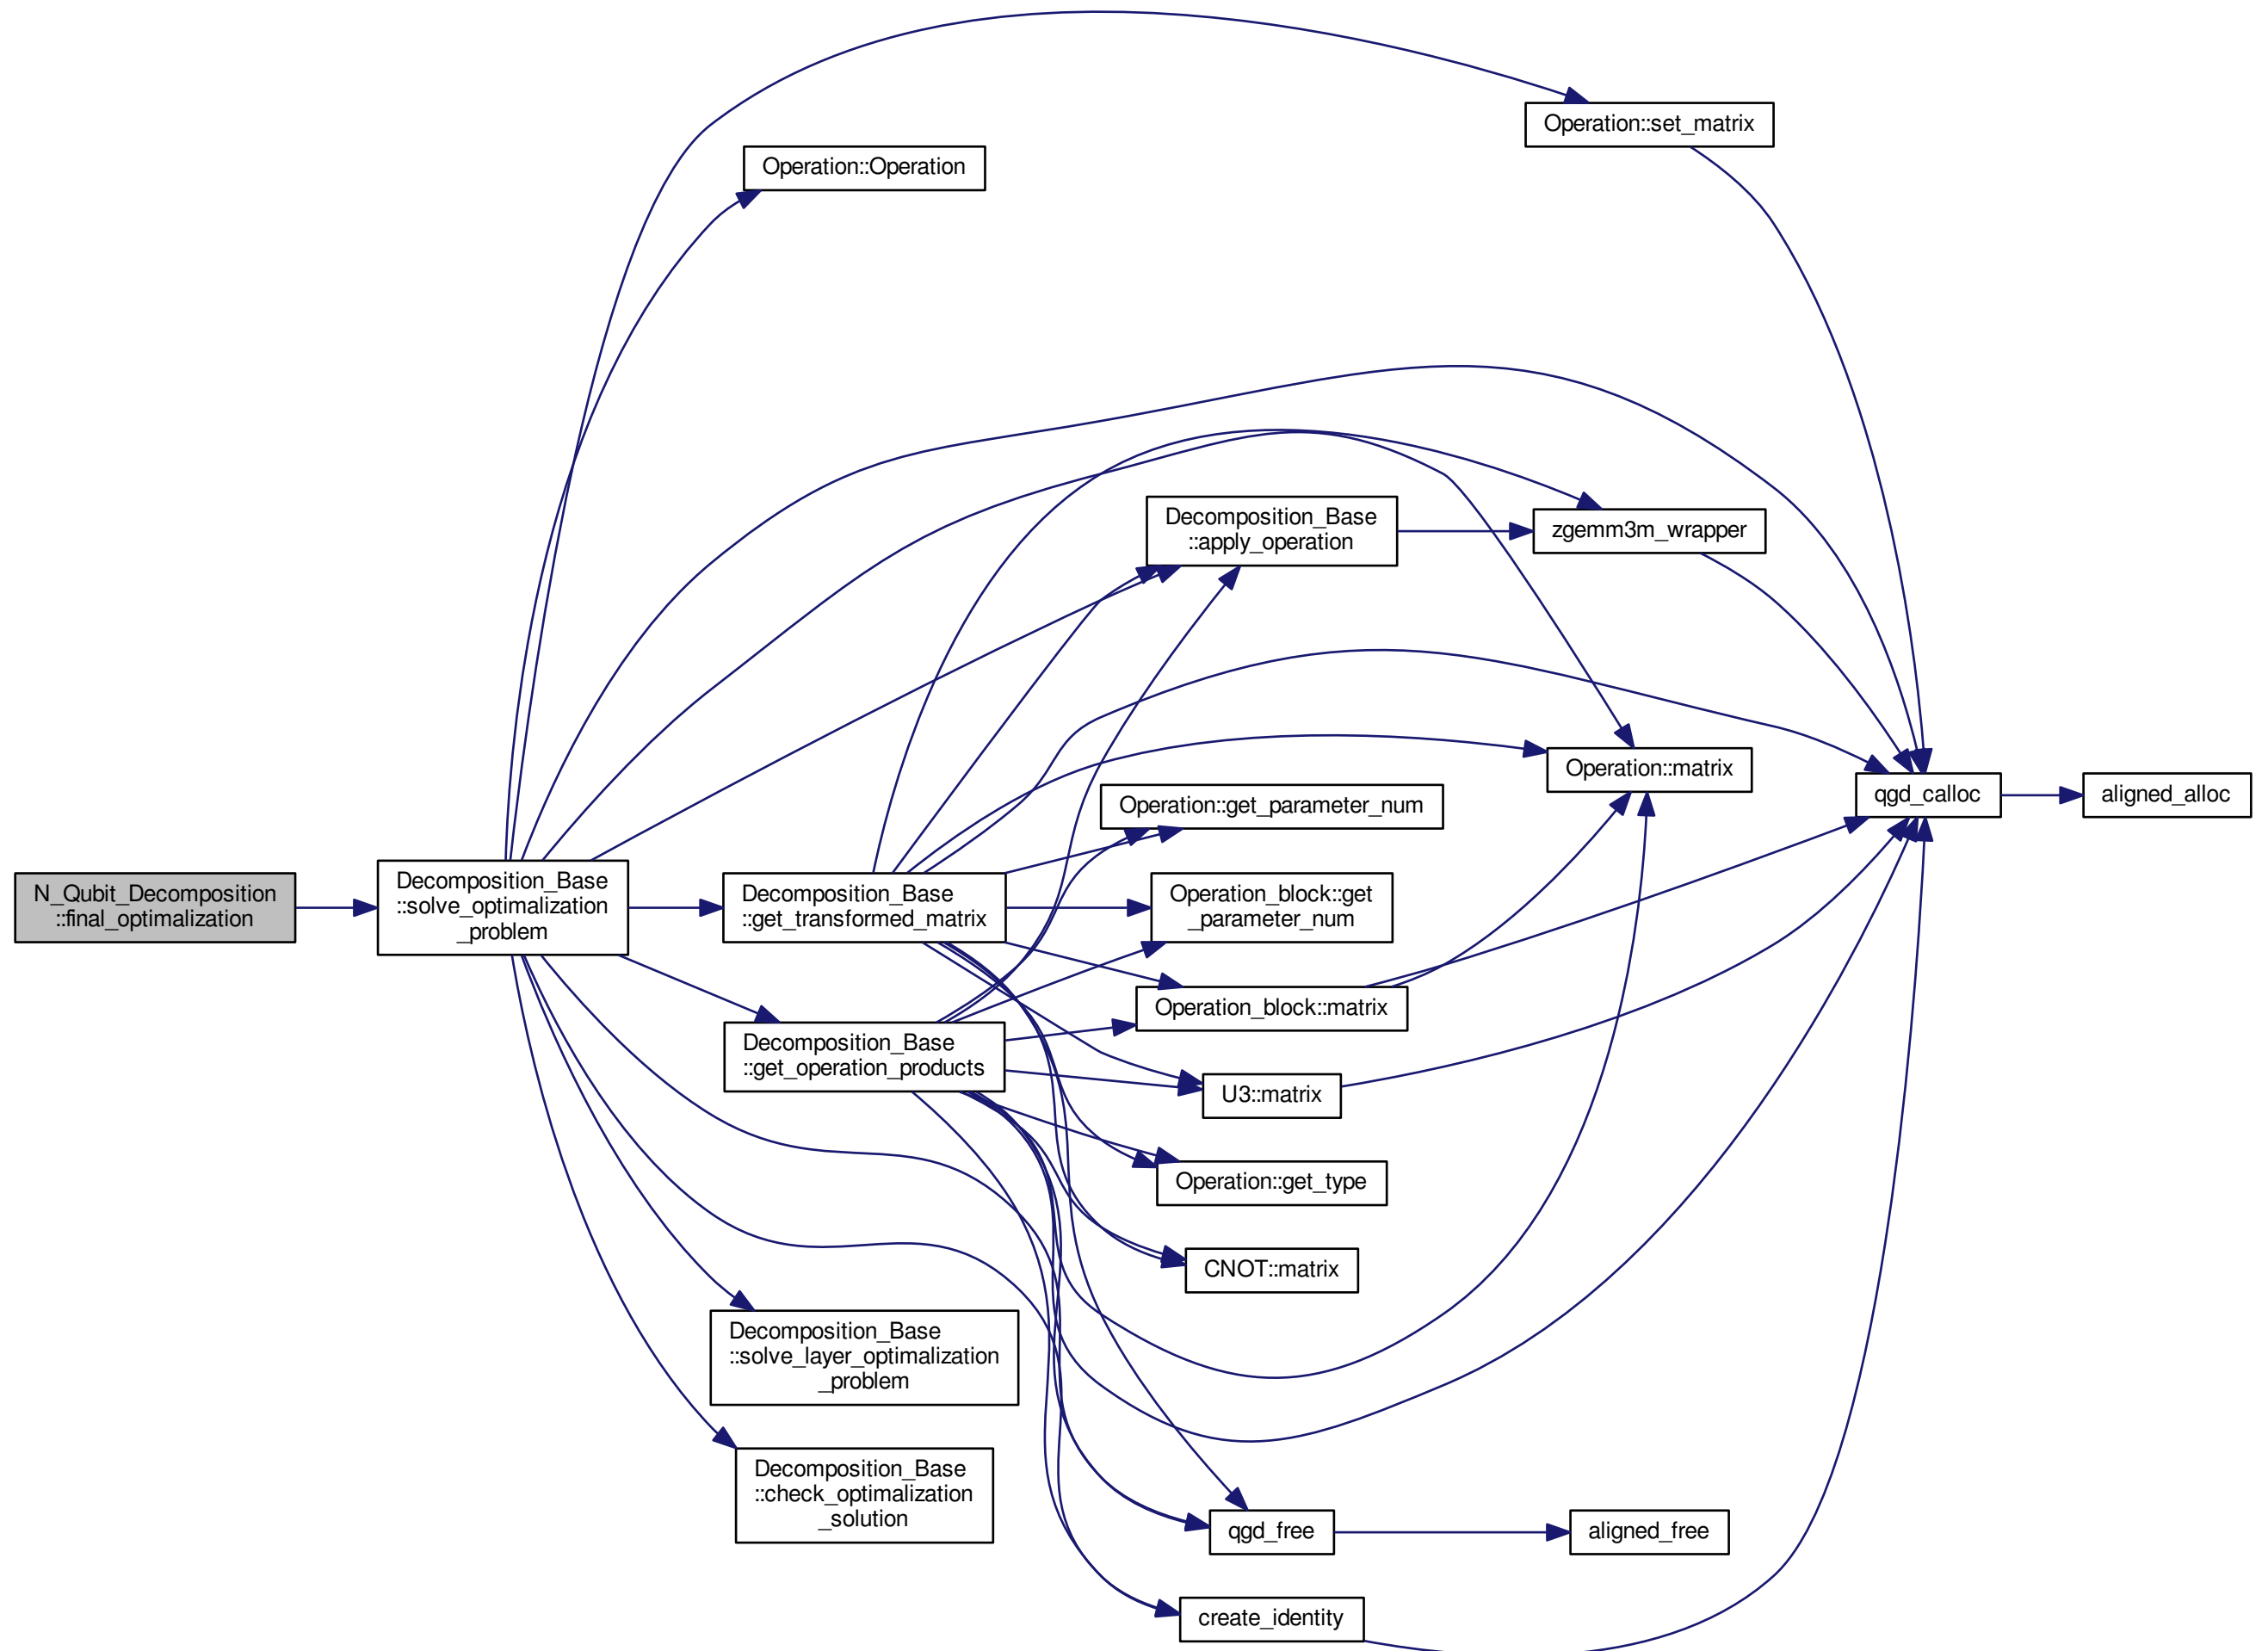 N_Qubit_Decomposition
::final_optimalization
Decomposition_Base
::solve_optimalization
_problem
Operation::Operation
Decomposition_Base
::get_transformed_matrix
Decomposition_Base
::get_operation_products
Decomposition_Base
::solve_layer_optimalization
_problem
Decomposition_Base
::check_optimalization
_solution
Decomposition_Base
::apply_operation
Operation::get_parameter_num
Operation_block::get
_parameter_num
Operation_block::matrix
U3::matrix
Operation::get_type
CNOT::matrix
qgd_free
create_identity
Operation::set_matrix
zgemm3m_wrapper
Operation::matrix
aligned_free
qgd_calloc
aligned_alloc